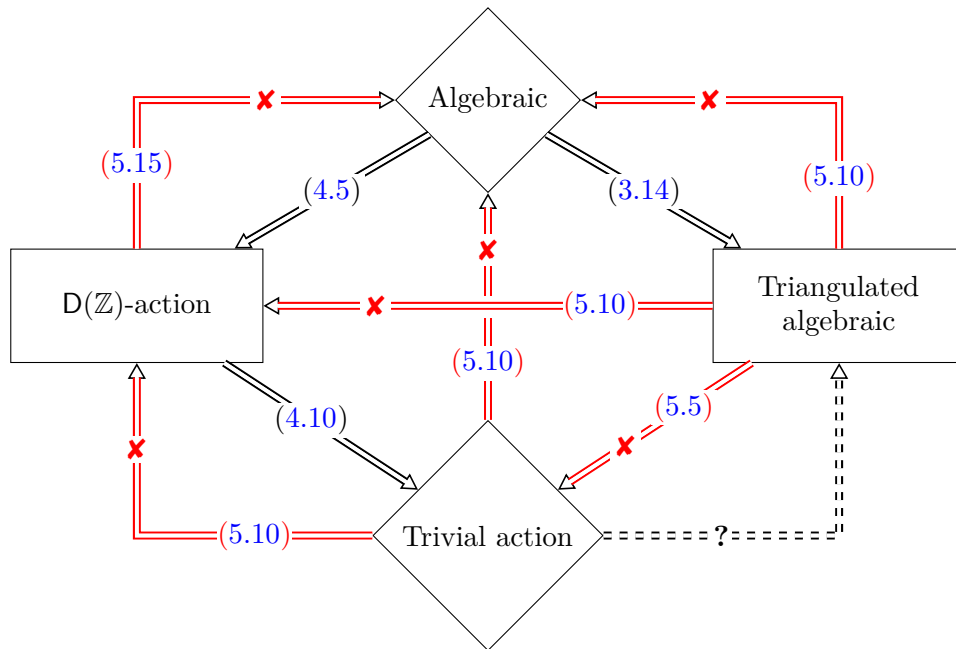 Algebraic
(5.15)
(4.5)
(3.14)
(5.10)
D(ℤ)-action
(5.10)
Triangulated
algebraic
(5.10)
(4.10)
(5.5)
(5.10)
Trivial action
?